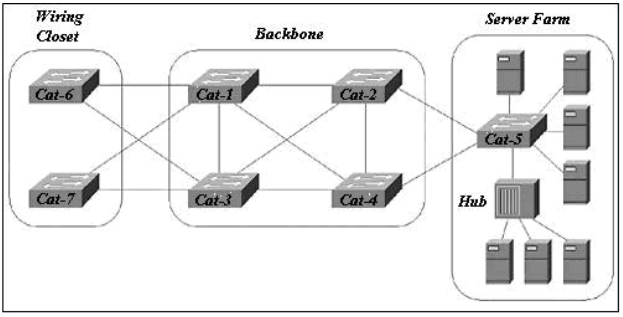 Wiring
Closet
Backbone
Server Farm
Cat-6
Cat-1
Cat-2
Cat-5
Cat-7
Cat-3
Cat-4
Hub